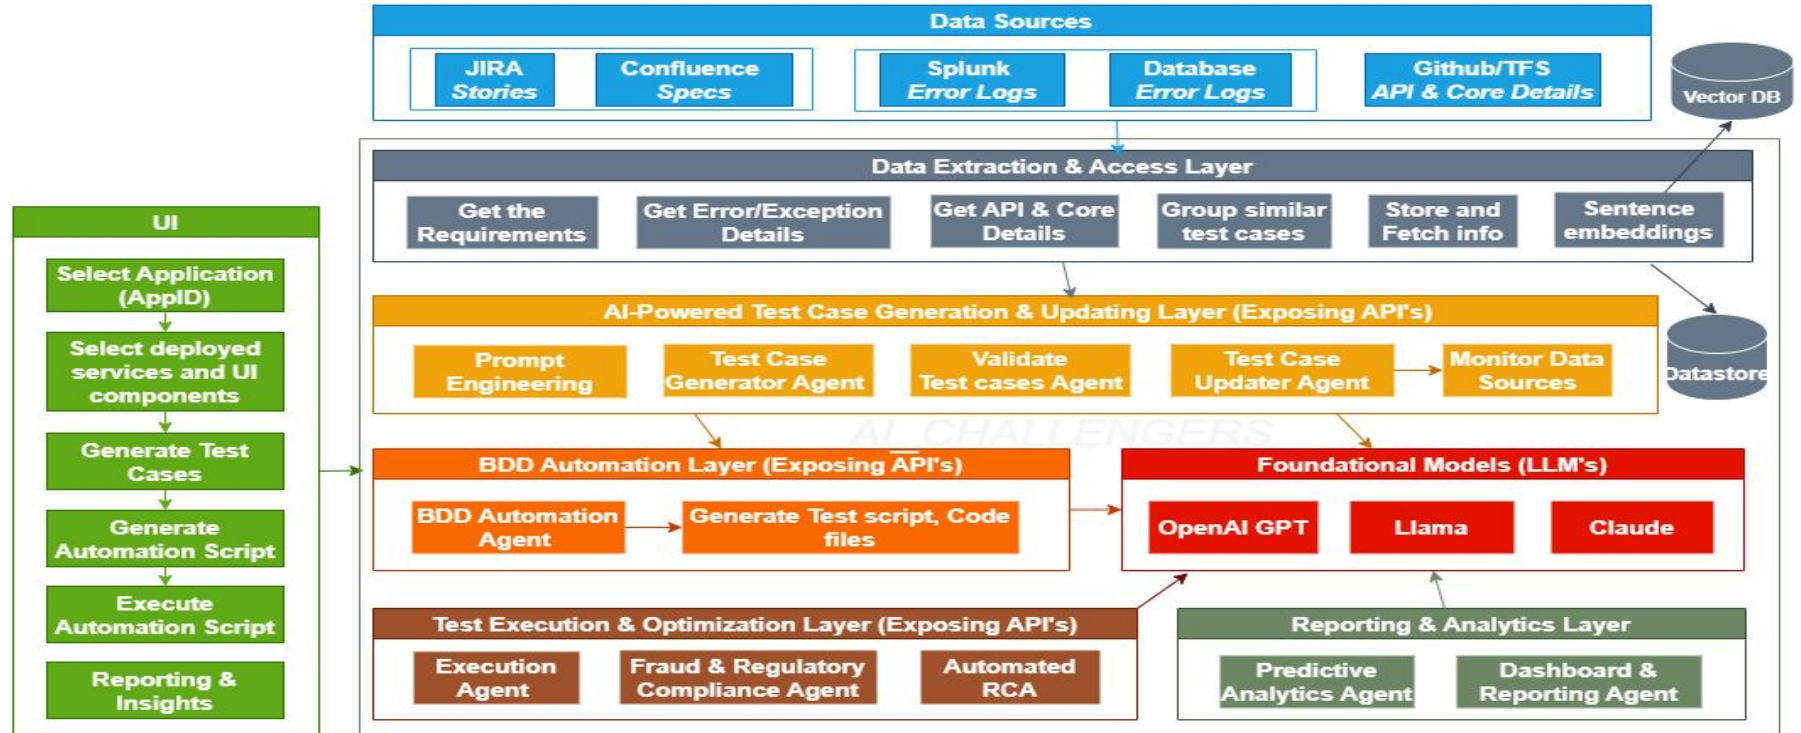 Data Sources
JIRA
Stories
Confluence
Specs
Splunk
Error Logs
Database
Error Logs
Github/TFS
API & Core Details
Vector DB
Data Extraction & Access Layer
Get the
Requirements
Get Error/Exception
Details
Get API & Core
Details
Group similar
test cases
Store and
Fetch info
Sentence
embeddings
Datastore
UI
Select Application
(AppID)
Select deployed
services and UI
components
Generate Test
Cases
Generate
Automation Script
Execute
Automation Script
Reporting &
Insights
AI-Powered Test Case Generation & Updating Layer (Exposing API's)
Prompt
Engineering
Test Case
Generator Agent
Validate
Test cases Agent
Test Case
Updater Agent
Monitor Data
Sources
AI CHALLENGERS
BDD Automation Layer (Exposing API's)
BDD Automation
Agent
Generate Test script, Code
files
Foundational Models (LLM's)
OpenAI GPT
Llama
Claude
Test Execution & Optimization Layer (Exposing API's)
Execution
Agent
Fraud & Regulatory
Compliance Agent
Automated
RCA
Reporting & Analytics Layer
Predictive
Analytics Agent
Dashboard &
Reporting Agent